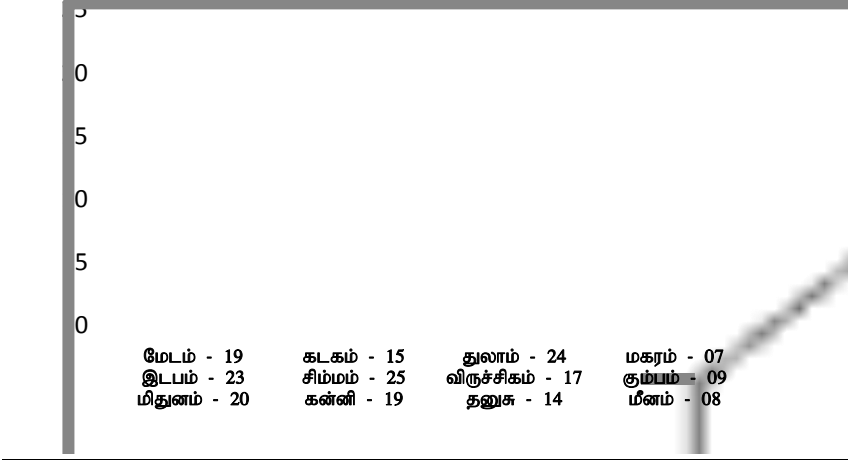 5
0
5
0
5
0
மேடம் - 19 கடகம் - 15 துலாம் - 24 மகரம் - 07
இடபம் - 23 சிம்மம் - 25 விருச்சிகம் - 17 கும்பம் - 09
மிதுனம் - 20 கன்னி - 19 தனுசு - 14 மீனம் - 08